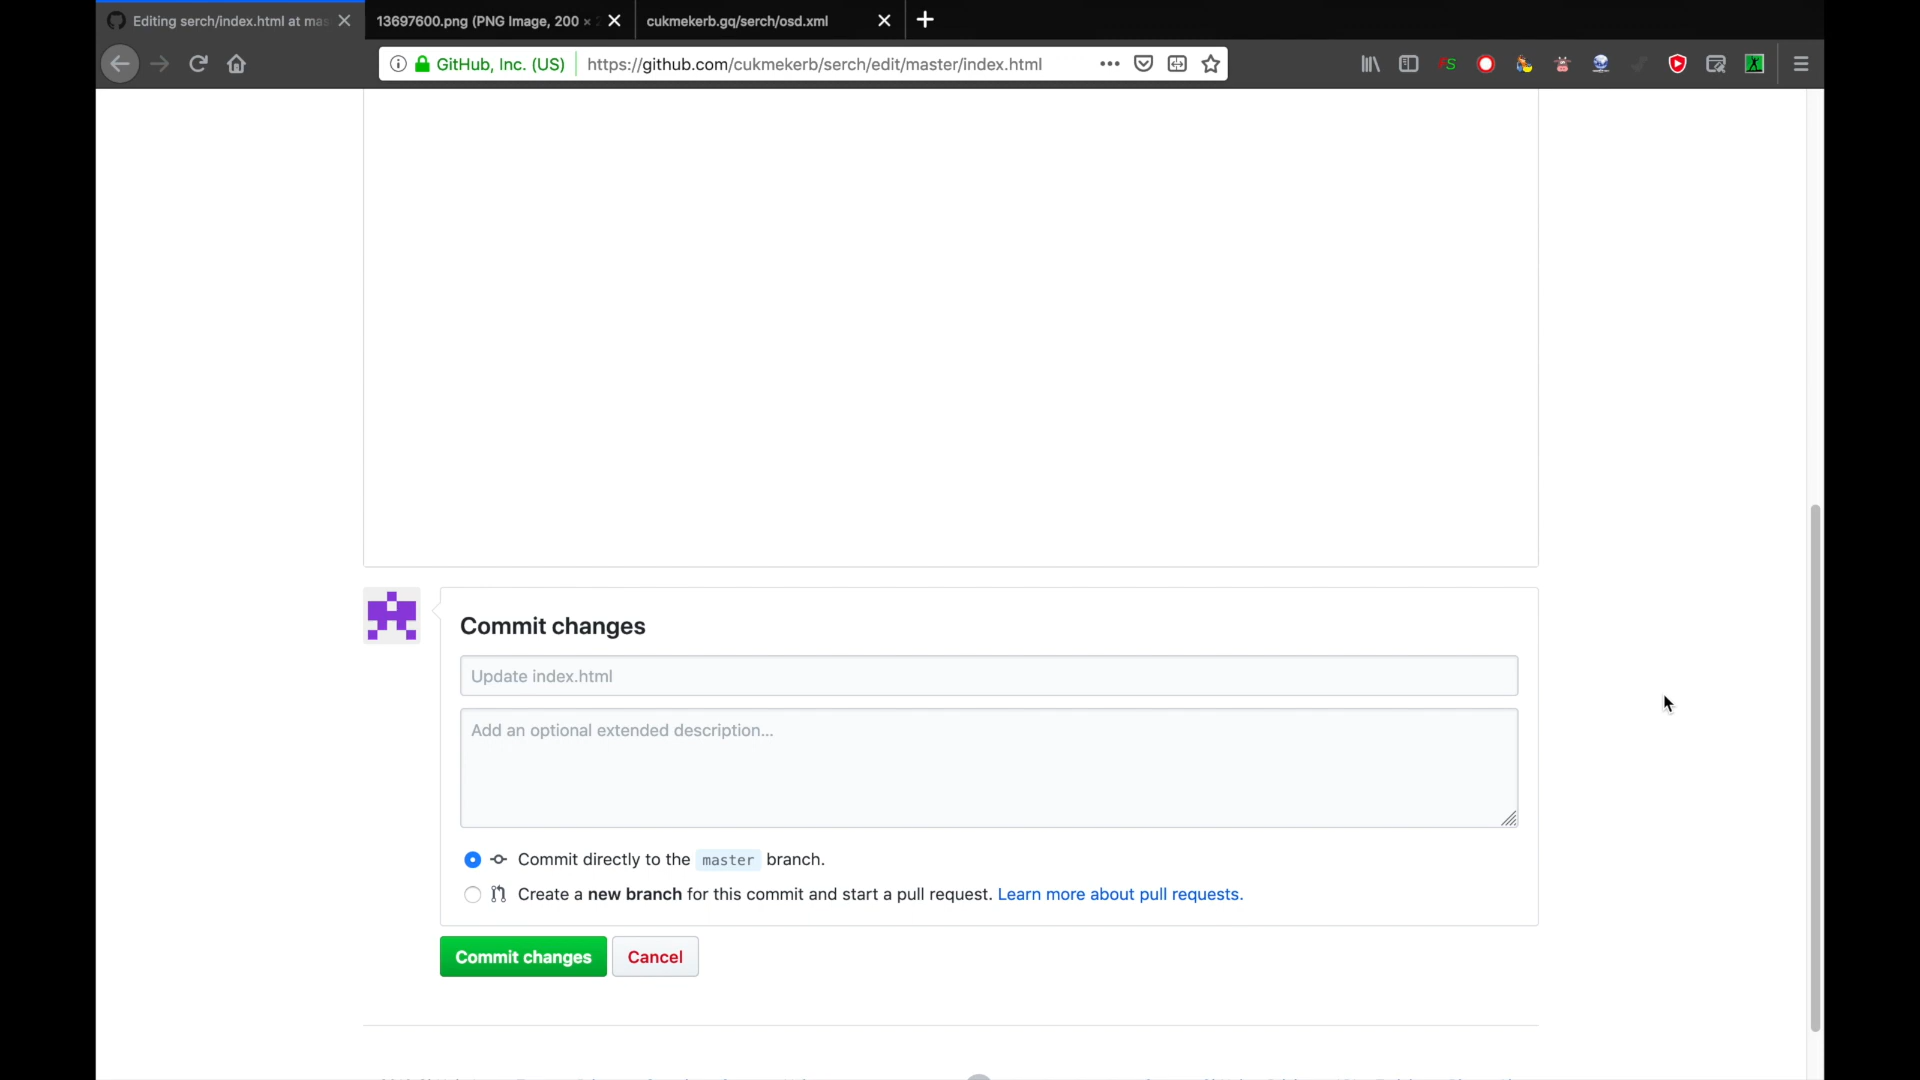 Editing serch/index.html at mas
13697600.png (PNG Image, 200 ×
cukmekerb.gq/serch/osd.xml
GitHub, Inc. (US)
https://github.com/cukmekerb/serch/edit/master/index.html
Commit changes
Update index.html
Add an optional extended description...
Commit directly to the master branch.
Create a new branch for this commit and start a pull request. Learn more about pull requests.
Commit changes
Cancel